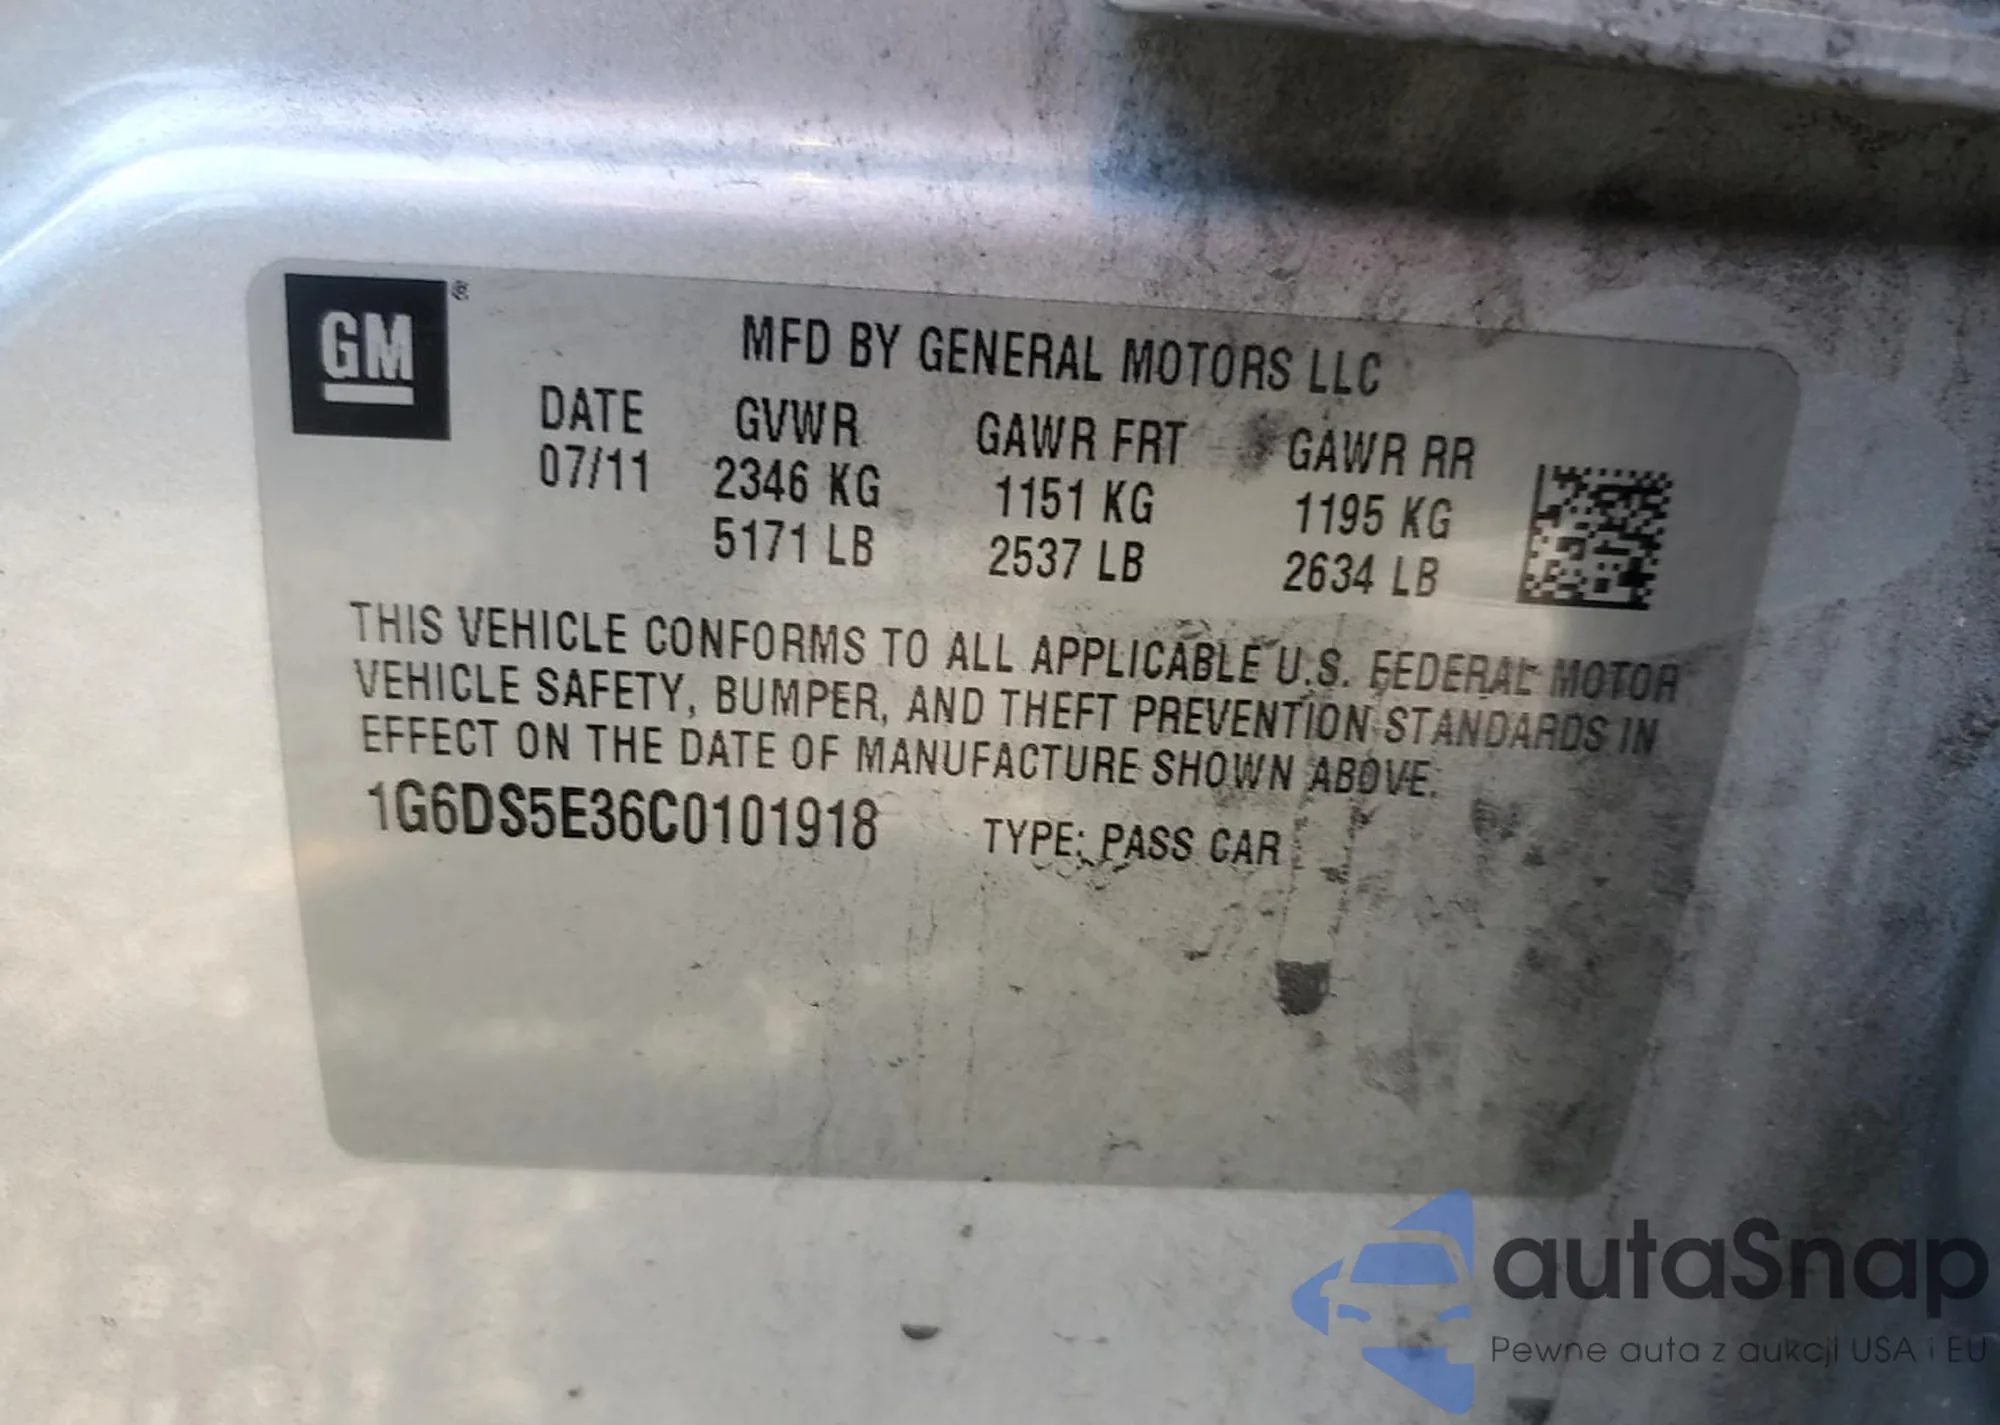 GM®
MFD BY GENERAL MOTORS LLC
DATE GVWR GAWR FRT GAWR RR
07/11 2346 KG 1151 KG 1195 KG
5171 LB 2537 LB 2634 LB
THIS VEHICLE CONFORMS TO ALL APPLICABLE U.S. FEDERAL MOTOR
VEHICLE SAFETY, BUMPER, AND THEFT PREVENTION STANDARDS IN
EFFECT ON THE DATE OF MANUFACTURE SHOWN ABOVE.
1G6DS5E36C0101918 TYPE: PASS CAR
autaSnap
Pewne auta z aukcji USA i EU